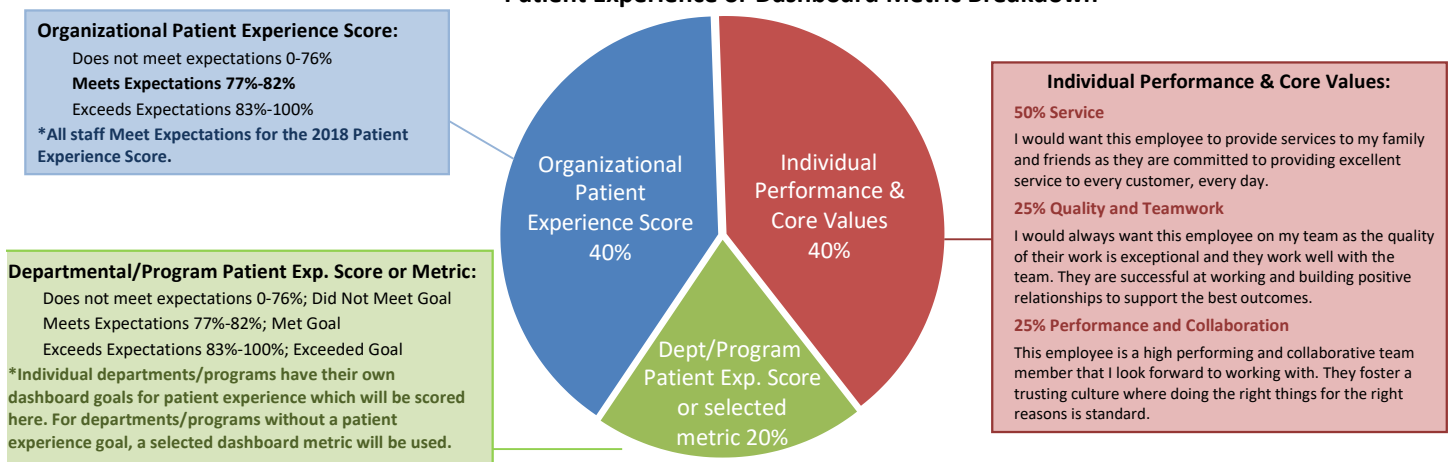 Patient Experience or Dashboard Metric Breakdown
Organizational Patient Experience Score:
Does not meet expectations 0-76%
Meets Expectations 77%-82%
Exceeds Expectations 83%-100%
*All staff Meet Expectations for the 2018 Patient
Experience Score.
Departmental/Program Patient Exp. Score or Metric:
Does not meet expectations 0-76%; Did Not Meet Goal
Meets Expectations 77%-82%; Met Goal
Exceeds Expectations 83%-100%; Exceeded Goal
*Individual departments/programs have their own
dashboard goals for patient experience which will be scored
here. For departments/programs without a patient
experience goal, a selected dashboard metric will be used.
Organizational
Patient
Experience Score
40%
Individual
Performance &
Core Values
40%
Dept/Program
Patient Exp. Score
or selected
metric 20%
Individual Performance & Core Values:
50% Service
I would want this employee to provide services to my family
and friends as they are committed to providing excellent
service to every customer, every day.
25% Quality and Teamwork
I would always want this employee on my team as the quality
of their work is exceptional and they work well with the
team. They are successful at working and building positive
relationships to support the best outcomes.
25% Performance and Collaboration
This employee is a high performing and collaborative team
member that I look forward to working with. They foster a
trusting culture where doing the right things for the right
reasons is standard.